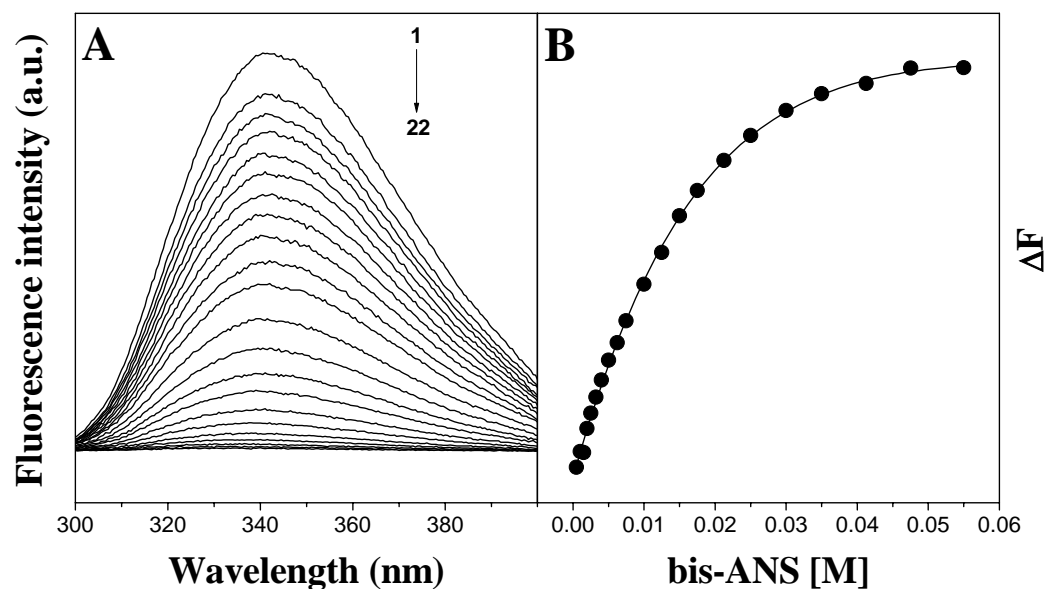 A
1
22
Fluorescence intensity (a.u.)
300 320 340 360 380
Wavelength (nm)
B
ΔF
0.00 0.01 0.02 0.03 0.04 0.05 0.06
bis-ANS [M]